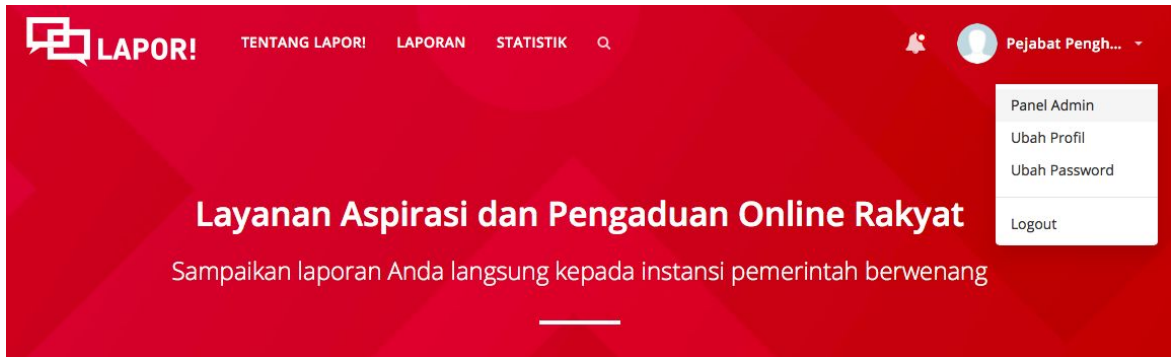 LAPOR!
TENTANG LAPOR! LAPORAN STATISTIK
Pejabat Pengh...
Panel Admin
Ubah Profil
Ubah Password
Logout
Layanan Aspirasi dan Pengaduan Online Rakyat
Sampaikan laporan Anda langsung kepada instansi pemerintah berwenang